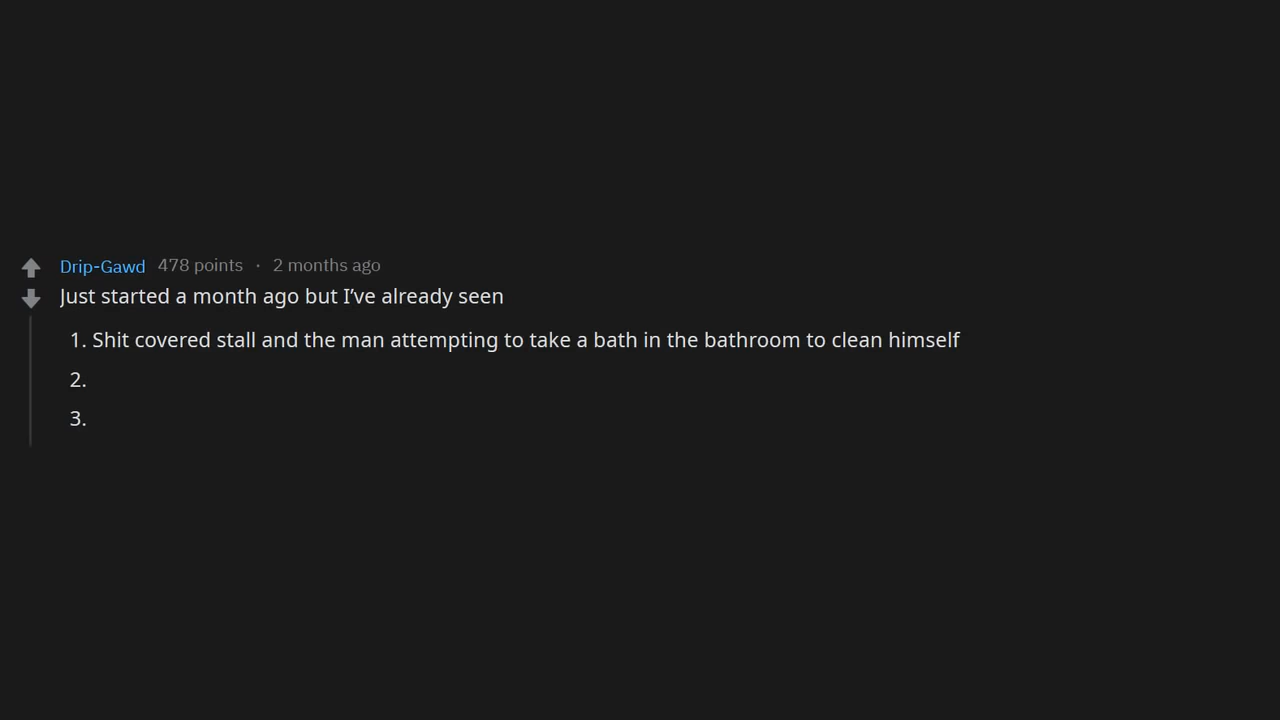 Drip-Gawd 478 points · 2 months ago
Just started a month ago but I’ve already seen
1. Shit covered stall and the man attempting to take a bath in the bathroom to clean himself
2.
3.